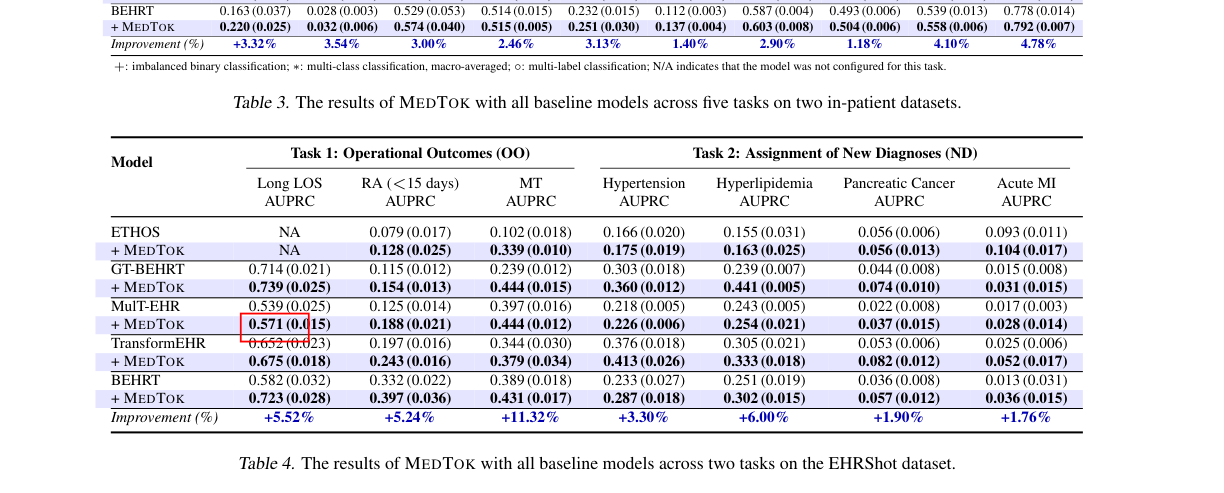 BEHRT 0.163 (0.037) 0.028 (0.003) 0.529 (0.053) 0.514 (0.015) 0.232 (0.015) 0.112 (0.003) 0.587 (0.004) 0.493 (0.006) 0.539 (0.013) 0.778 (0.014)
+ MEDTOK 0.220 (0.025) 0.032 (0.006) 0.574 (0.040) 0.515 (0.005) 0.251 (0.030) 0.137 (0.004) 0.603 (0.008) 0.504 (0.006) 0.558 (0.006) 0.792 (0.007)
Improvement (%) +3.32% 3.54% 3.00% 2.46% 3.13% 1.40% 2.90% 1.18% 4.10% 4.78%
+: imbalanced binary classification; *: multi-class classification, macro-averaged; ○: multi-label classification; N/A indicates that the model was not configured for this task.
Table 3. The results of MEDTOK with all baseline models across five tasks on two in-patient datasets.
Model Task 1: Operational Outcomes (OO) Task 2: Assignment of New Diagnoses (ND)
Long LOS RA (<15 days) MT Hypertension Hyperlipidemia Pancreatic Cancer Acute MI
AUPRC AUPRC AUPRC AUPRC AUPRC AUPRC AUPRC
ETHOS NA 0.079 (0.017) 0.102 (0.018) 0.166 (0.020) 0.155 (0.031) 0.056 (0.006) 0.093 (0.011)
+ MEDTOK NA 0.128 (0.025) 0.339 (0.010) 0.175 (0.019) 0.163 (0.025) 0.056 (0.013) 0.104 (0.017)
GT-BEHRT 0.714 (0.021) 0.115 (0.012) 0.239 (0.012) 0.303 (0.018) 0.239 (0.007) 0.044 (0.008) 0.015 (0.008)
+ MEDTOK 0.739 (0.025) 0.154 (0.013) 0.444 (0.015) 0.360 (0.012) 0.441 (0.005) 0.074 (0.010) 0.031 (0.015)
MulT-EHR 0.539 (0.025) 0.125 (0.014) 0.397 (0.016) 0.218 (0.005) 0.243 (0.005) 0.022 (0.008) 0.017 (0.003)
+ MEDTOK 0.571 (0.015) 0.188 (0.021) 0.444 (0.012) 0.226 (0.006) 0.254 (0.021) 0.037 (0.015) 0.028 (0.014)
TransformEHR 0.652 (0.023) 0.197 (0.016) 0.344 (0.030) 0.376 (0.018) 0.305 (0.021) 0.053 (0.006) 0.025 (0.006)
+ MEDTOK 0.675 (0.018) 0.243 (0.016) 0.379 (0.034) 0.413 (0.026) 0.333 (0.018) 0.082 (0.012) 0.052 (0.017)
BEHRT 0.582 (0.032) 0.332 (0.022) 0.389 (0.018) 0.233 (0.027) 0.251 (0.019) 0.036 (0.008) 0.013 (0.031)
+ MEDTOK 0.723 (0.028) 0.397 (0.036) 0.431 (0.017) 0.287 (0.018) 0.302 (0.015) 0.057 (0.012) 0.036 (0.015)
Improvement (%) +5.52% +5.24% +11.32% +3.30% +6.00% +1.90% +1.76%
Table 4. The results of MEDTOK with all baseline models across two tasks on the EHRShot dataset.